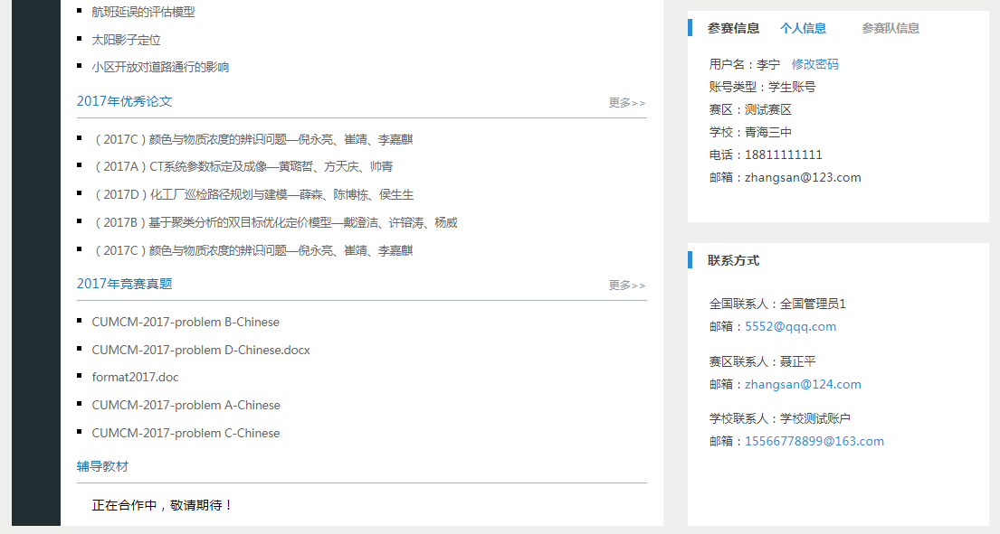 航班延误的评估模型
太阳影子定位
小区开放对道路通行的影响
2017年优秀论文
更多>>
（2017C）颜色与物质浓度的辨识问题—倪永亮、崔靖、李嘉麒
（2017A）CT系统参数标定及成像—黄璐哲、方天庆、帅青
（2017D）化工厂巡检路径规划与建模—薛森、陈博栋、侯生生
（2017B）基于聚类分析的双目标优化定价模型—戴澄洁、许镕涛、杨威
（2017C）颜色与物质浓度的辨识问题—倪永亮、崔靖、李嘉麒
2017年竞赛真题
更多>>
CUMCM-2017-problem B-Chinese
CUMCM-2017-problem D-Chinese.docx
format2017.doc
CUMCM-2017-problem A-Chinese
CUMCM-2017-problem C-Chinese
辅导教材
正在合作中，敬请期待！
参赛信息 个人信息 参赛队信息
用户名：李宁 修改密码
账号类型：学生账号
赛区：测试赛区
学校：青海三中
电话：18811111111
邮箱：zhangsan@123.com
联系方式
全国联系人：全国管理员1
邮箱：5552@qqq.com
赛区联系人：聂正平
邮箱：zhangsan@124.com
学校联系人：学校测试账户
邮箱：15566778899@163.com